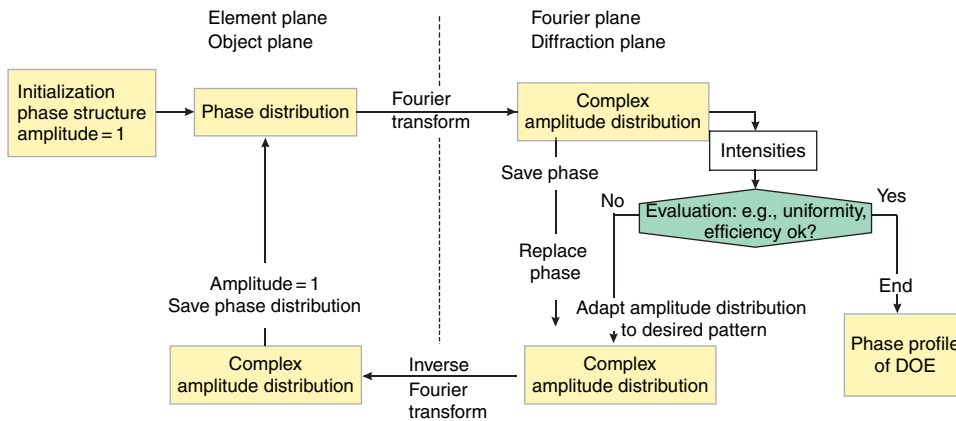 Element plane
Object plane
Fourier plane
Diffraction plane
Initialization
phase structure
amplitude = 1
Phase distribution
Fourier
transform
Complex
amplitude distribution
Intensities
Save phase
No
Evaluation: e.g., uniformity,
efficiency ok?
Yes
Replace
phase
End
Amplitude = 1
Save phase distribution
Adapt amplitude distribution
to desired pattern
Phase profile
of DOE
Complex
amplitude distribution
Inverse
Fourier
transform
Complex
amplitude distribution